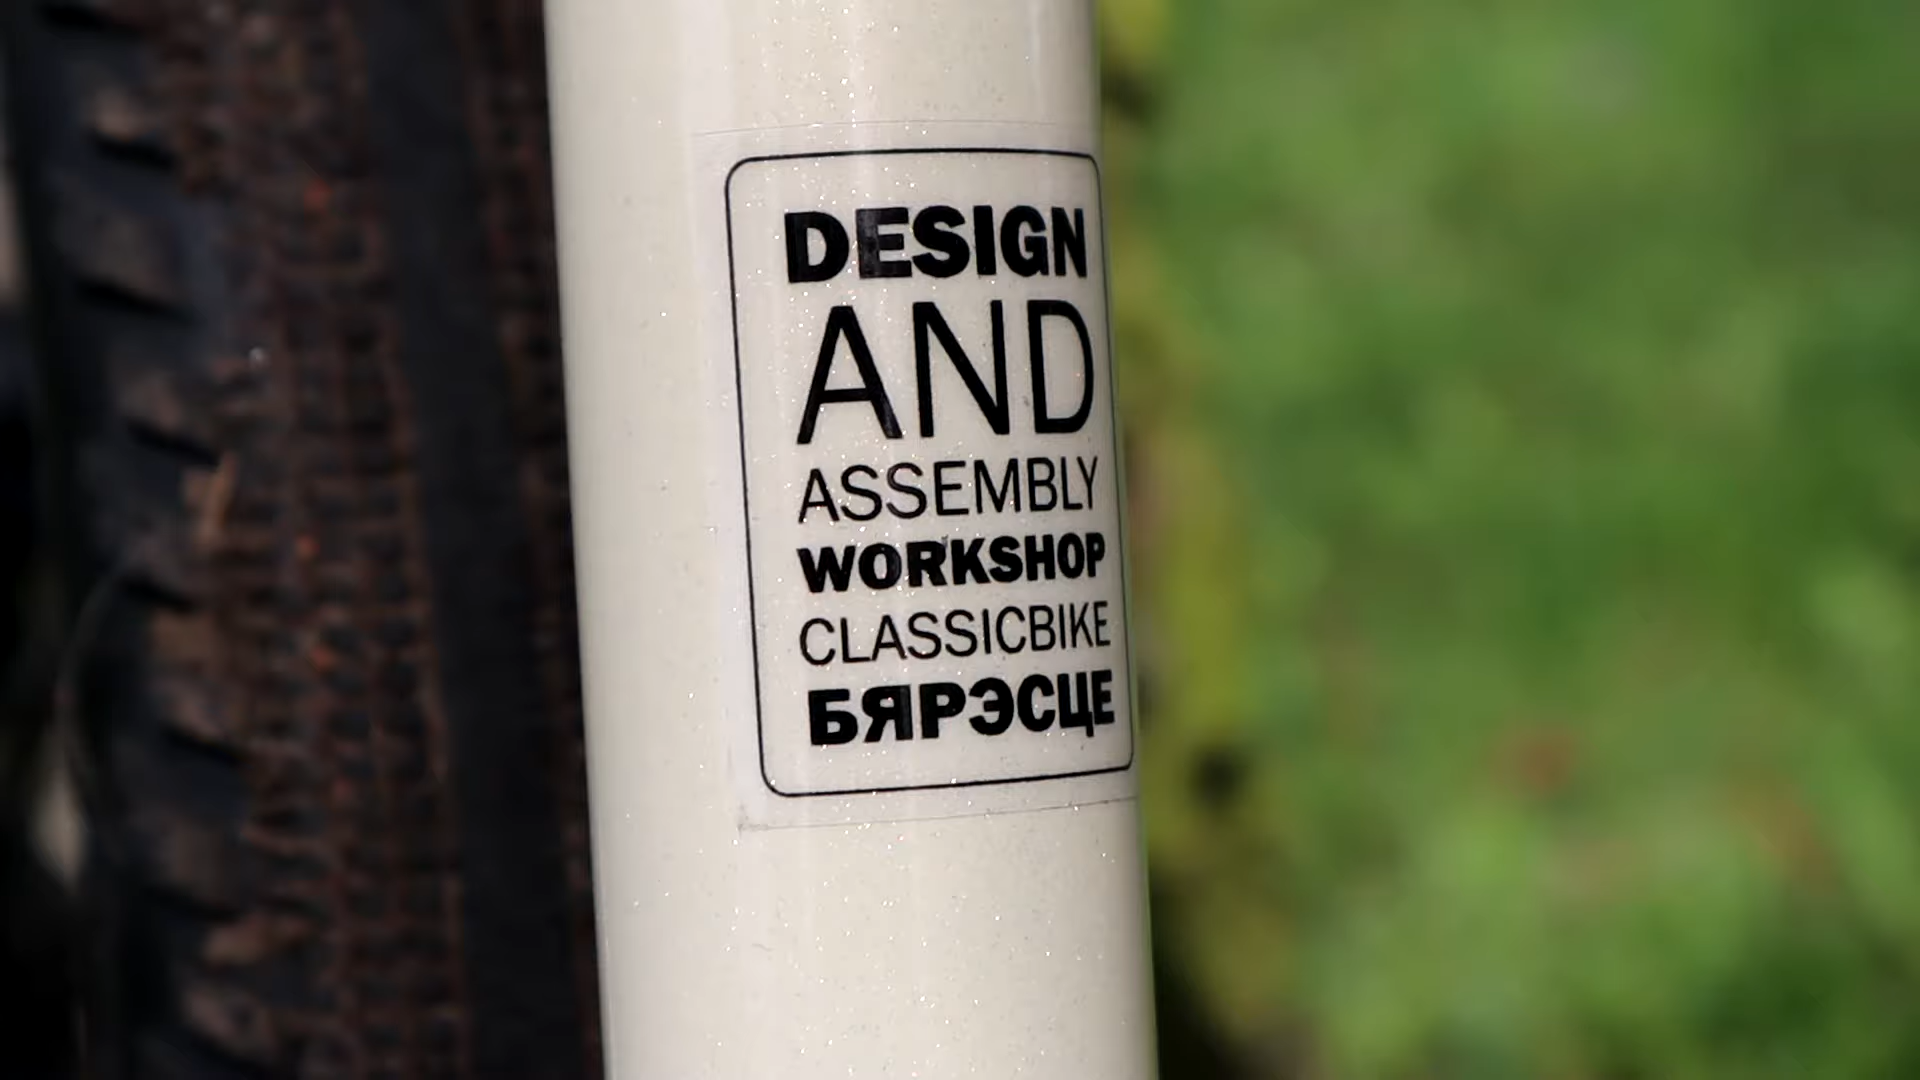 DESIGN
AND
ASSEMBLY
WORKSHOP
CLASSICBIKE
БЯРЭСЦЕ